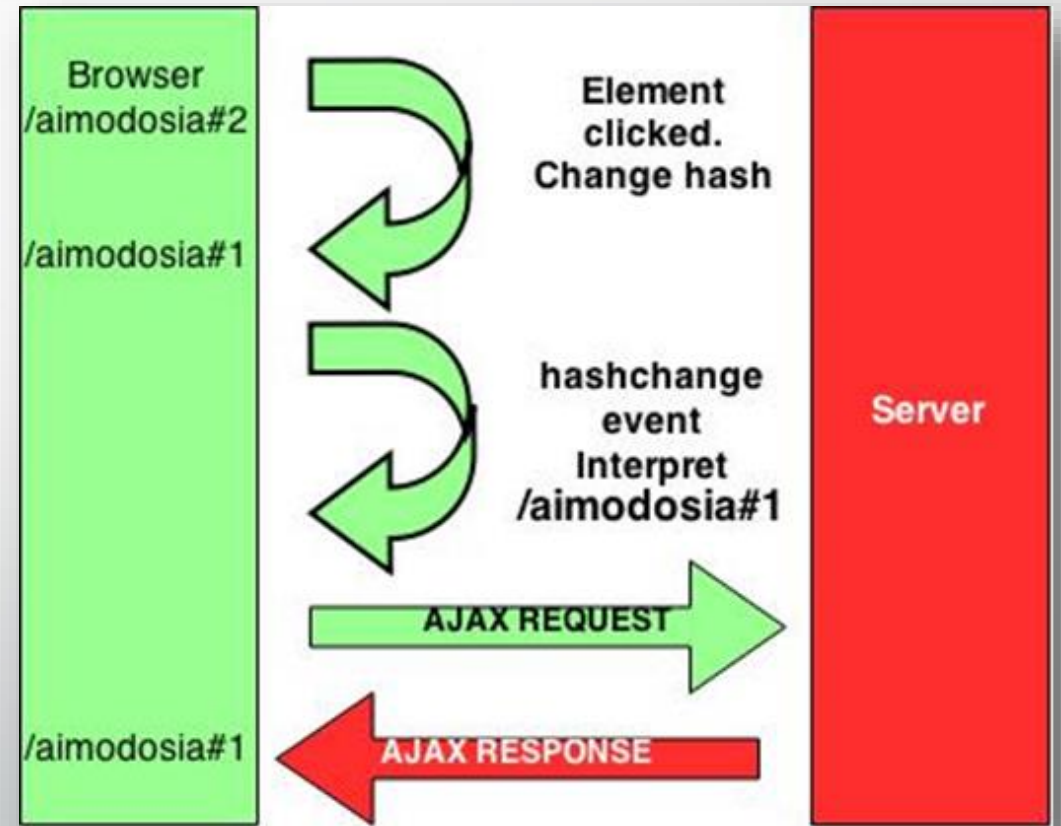 Browser
/aimodosia#2
Element
clicked.
Change hash
/aimodosia#1
hashchange
event
Interpret
/aimodosia#1
Server
AJAX REQUEST
/aimodosia#1
AJAX RESPONSE